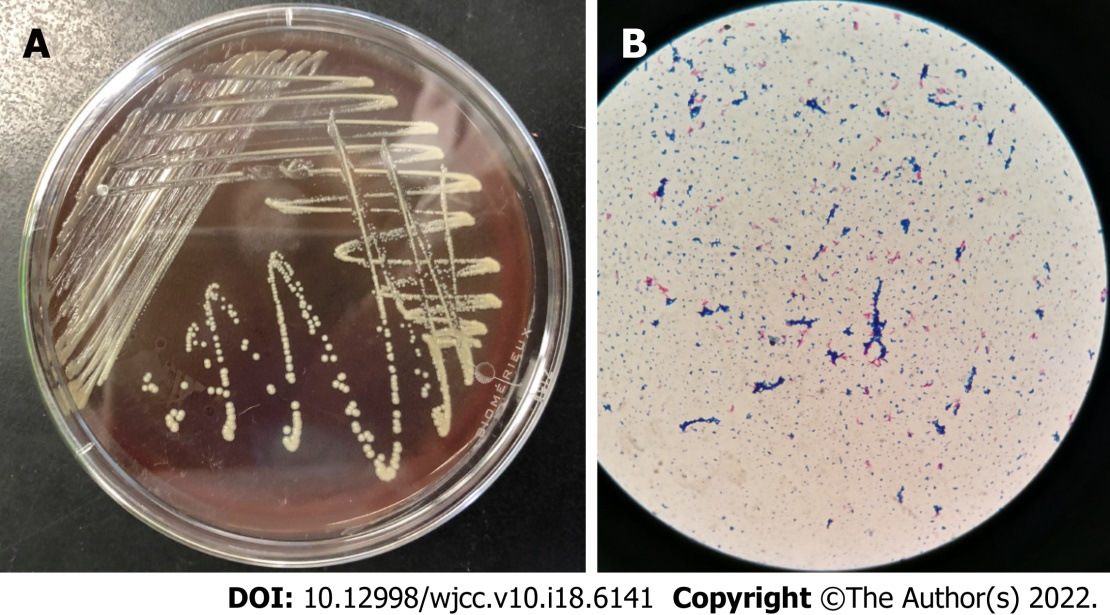 A
B
BIOMÉRIEUX
DOI: 10.12998/wjcc.v10.i18.6141 Copyright ©The Author(s) 2022.